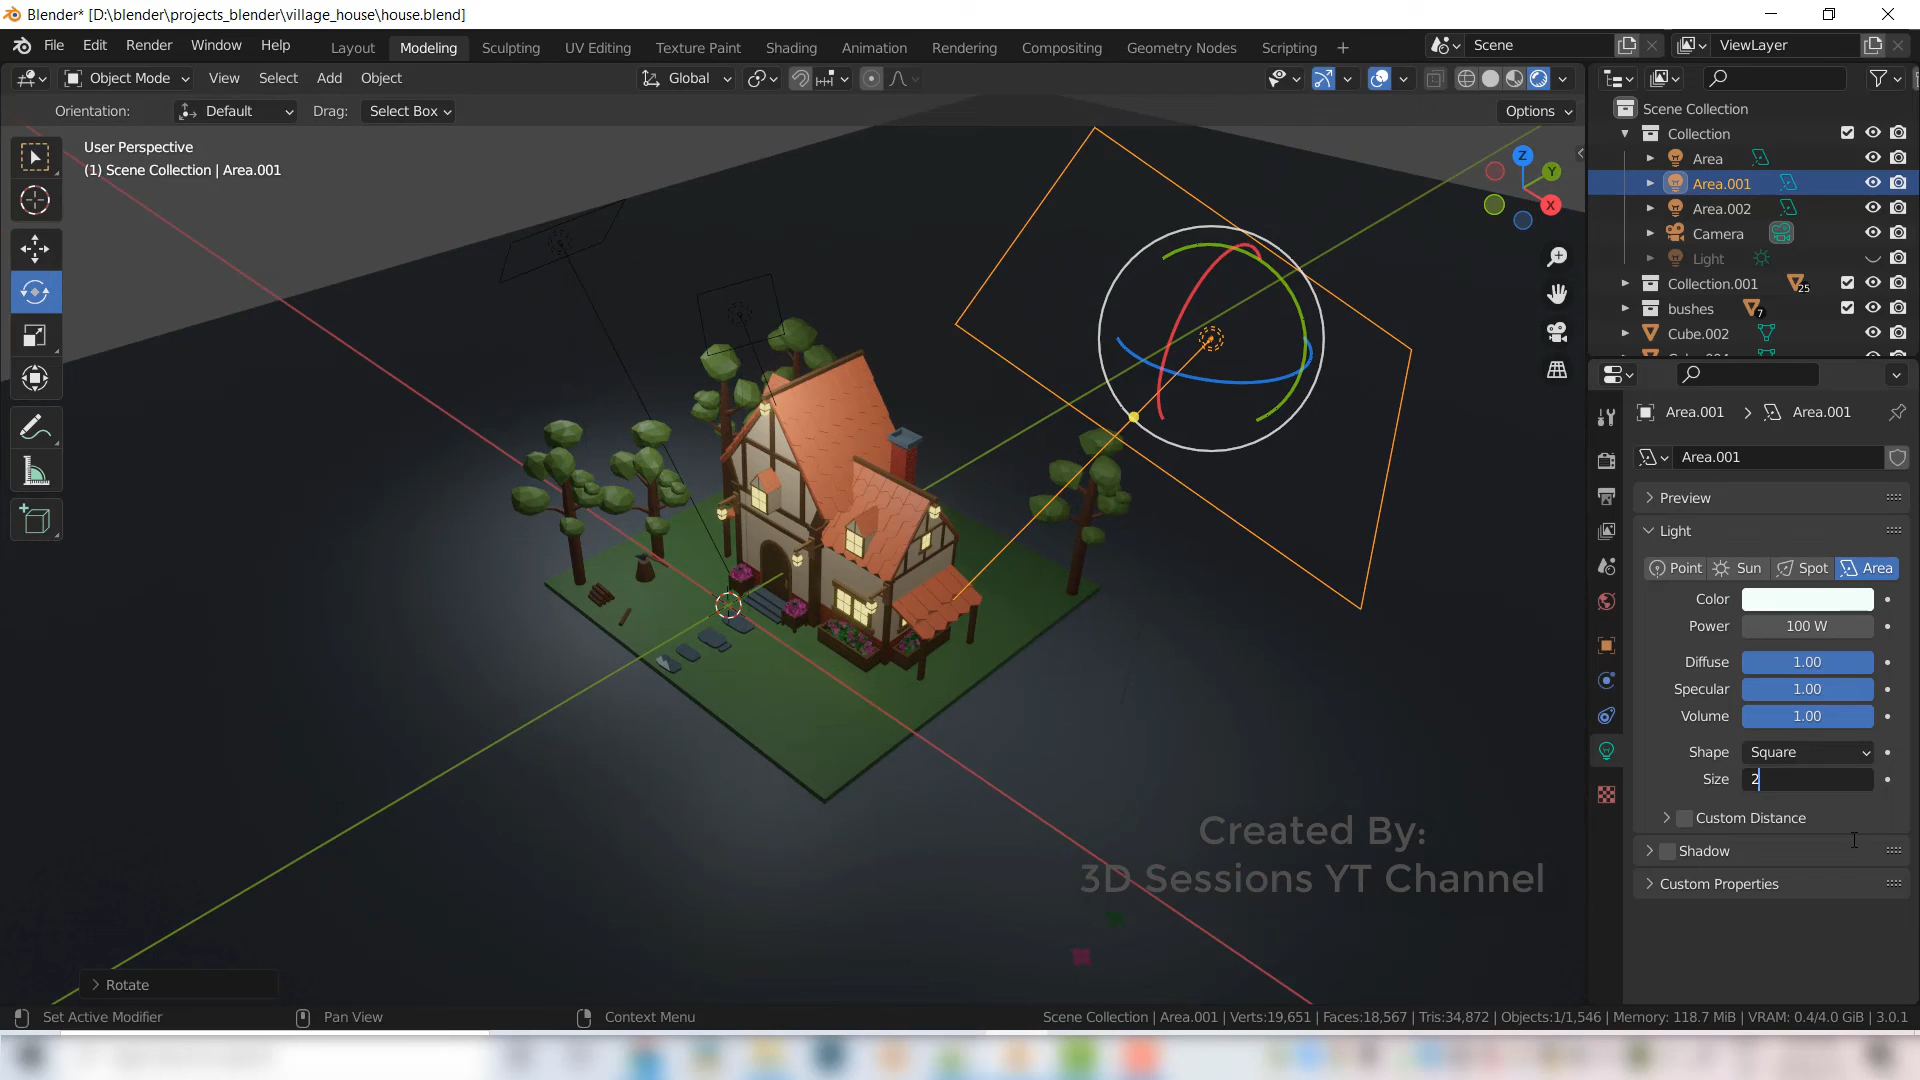 Blender* [D:\blender\projects_blender\village_house\house.blend]
File Edit Render Window Help Layout Modeling Sculpting UV Editing Texture Paint Shading Animation Rendering Compositing Geometry Nodes Scripting Scene ViewLayer
Object Mode View Select Add Object Global
Orientation: Default Drag: Select Box Options
Scene Collection
Collection
Area
Area.001
Area.002
Camera
Light
Collection.001 25
bushes 7
Cube.002
User Perspective
(1) Scene Collection | Area.001
Z
Y
X
Area.001 > Area.001
Area.001
Preview
Light
Point Sun Spot Area
Color
Power 100 W
Diffuse 1.00
Specular 1.00
Volume 1.00
Shape Square
Size 2
Custom Distance
Shadow
Custom Properties
Created By:
3D Sessions YT Channel
Rotate
Set Active Modifier Pan View Context Menu Scene Collection | Area.001 | Verts:19,651 | Faces:18,567 | Tris:34,872 | Objects:1/1,546 | Memory: 118.7 MiB | VRAM: 0.4/4.0 GiB | 3.0.1